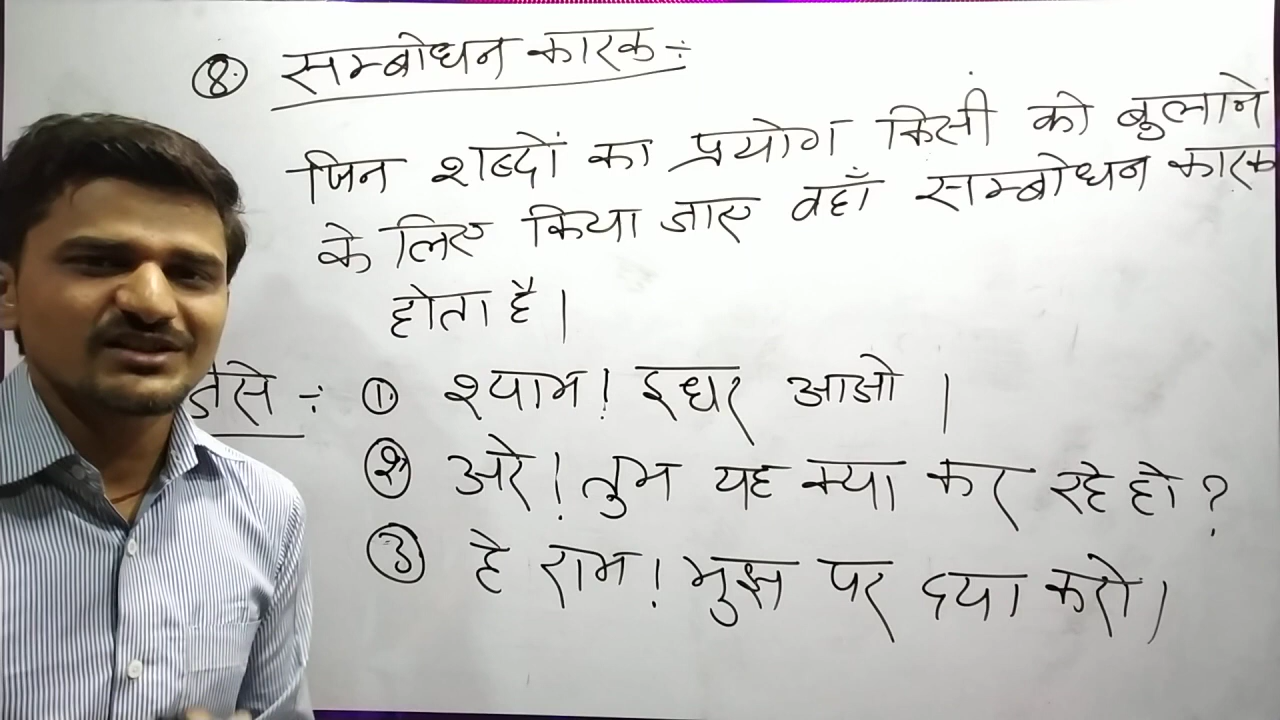 8. सम्बोधन कारक ÷
जिन शब्दों का प्रयोग किसी को बुलाने
के लिए किया जाए वहाँ सम्बोधन कारक
होता है।
जैसे ÷ 1. श्याम! इधर आओ।
2. अरे! तुम यह क्या कर रहे हो?
3 हे राम! मुझ पर दया करो।